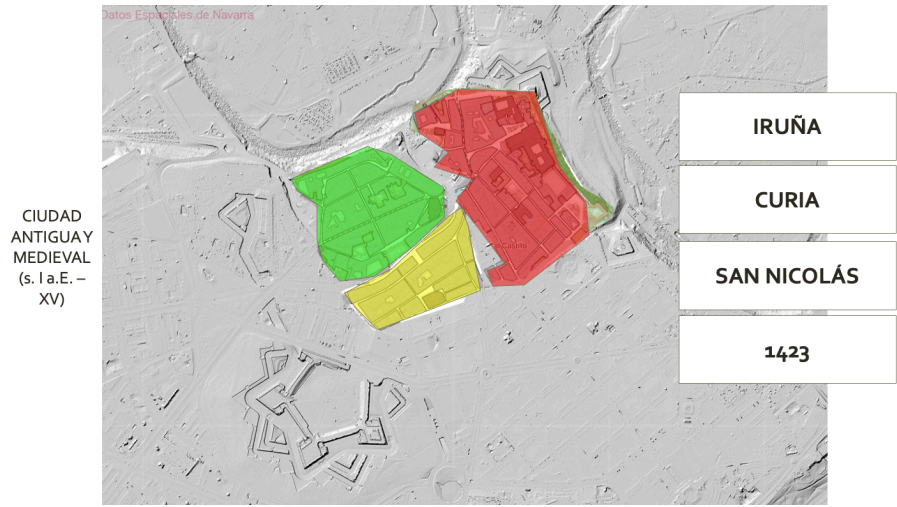 Datos Espaciales de Navarra
IRUÑA
CURIA
SAN NICOLÁS
1423
CIUDAD
ANTIGUA Y
MEDIEVAL
(s. I a.E. –
XV)